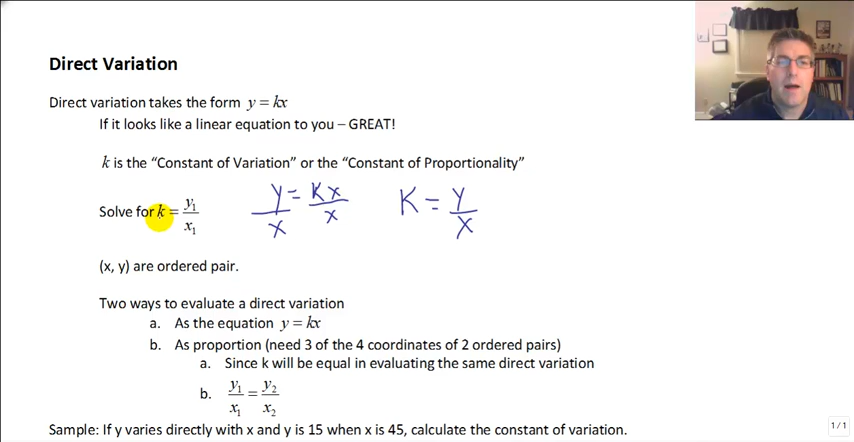 Direct Variation
Direct variation takes the form y = kx
If it looks like a linear equation to you – GREAT!
k is the “Constant of Variation” or the “Constant of Proportionality”
Solve for k = y₁/x₁ y/x = Kx/x K = y/x
(x, y) are ordered pair.
Two ways to evaluate a direct variation
a. As the equation y = kx
b. As proportion (need 3 of the 4 coordinates of 2 ordered pairs)
a. Since k will be equal in evaluating the same direct variation
b. y₁/x₁ = y₂/x₂
Sample: If y varies directly with x and y is 15 when x is 45, calculate the constant of variation.
1 / 1